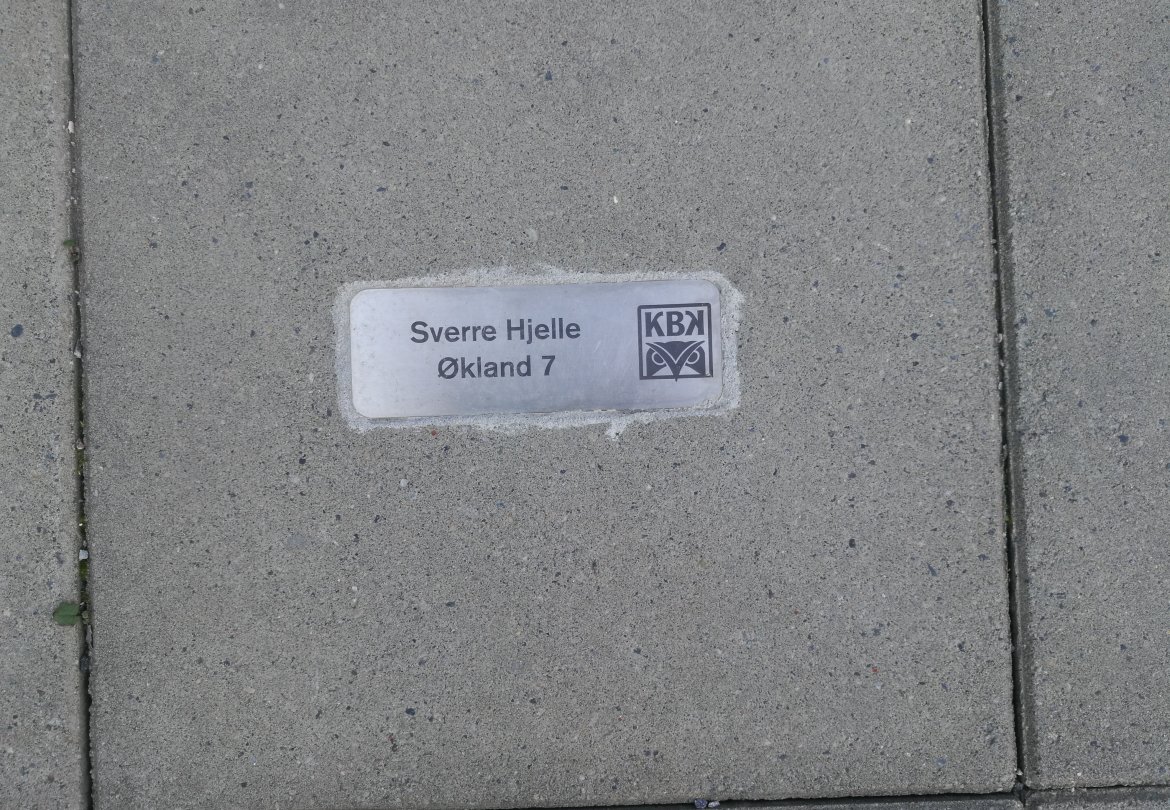 Sverre Hjelle
Økland 7
KBK